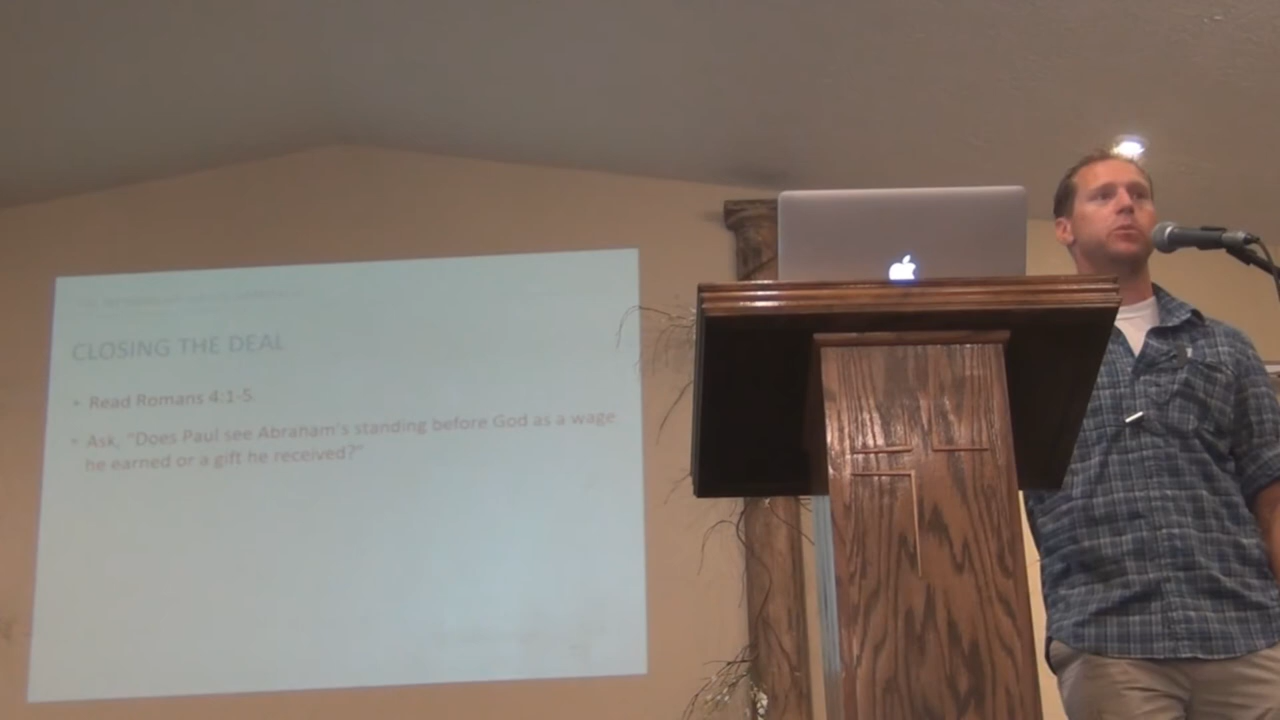 CLOSING THE DEAL
• Read Romans 4:1-5.
• Ask, "Does Paul see Abraham's standing before God as a wage
he earned or a gift he received?"